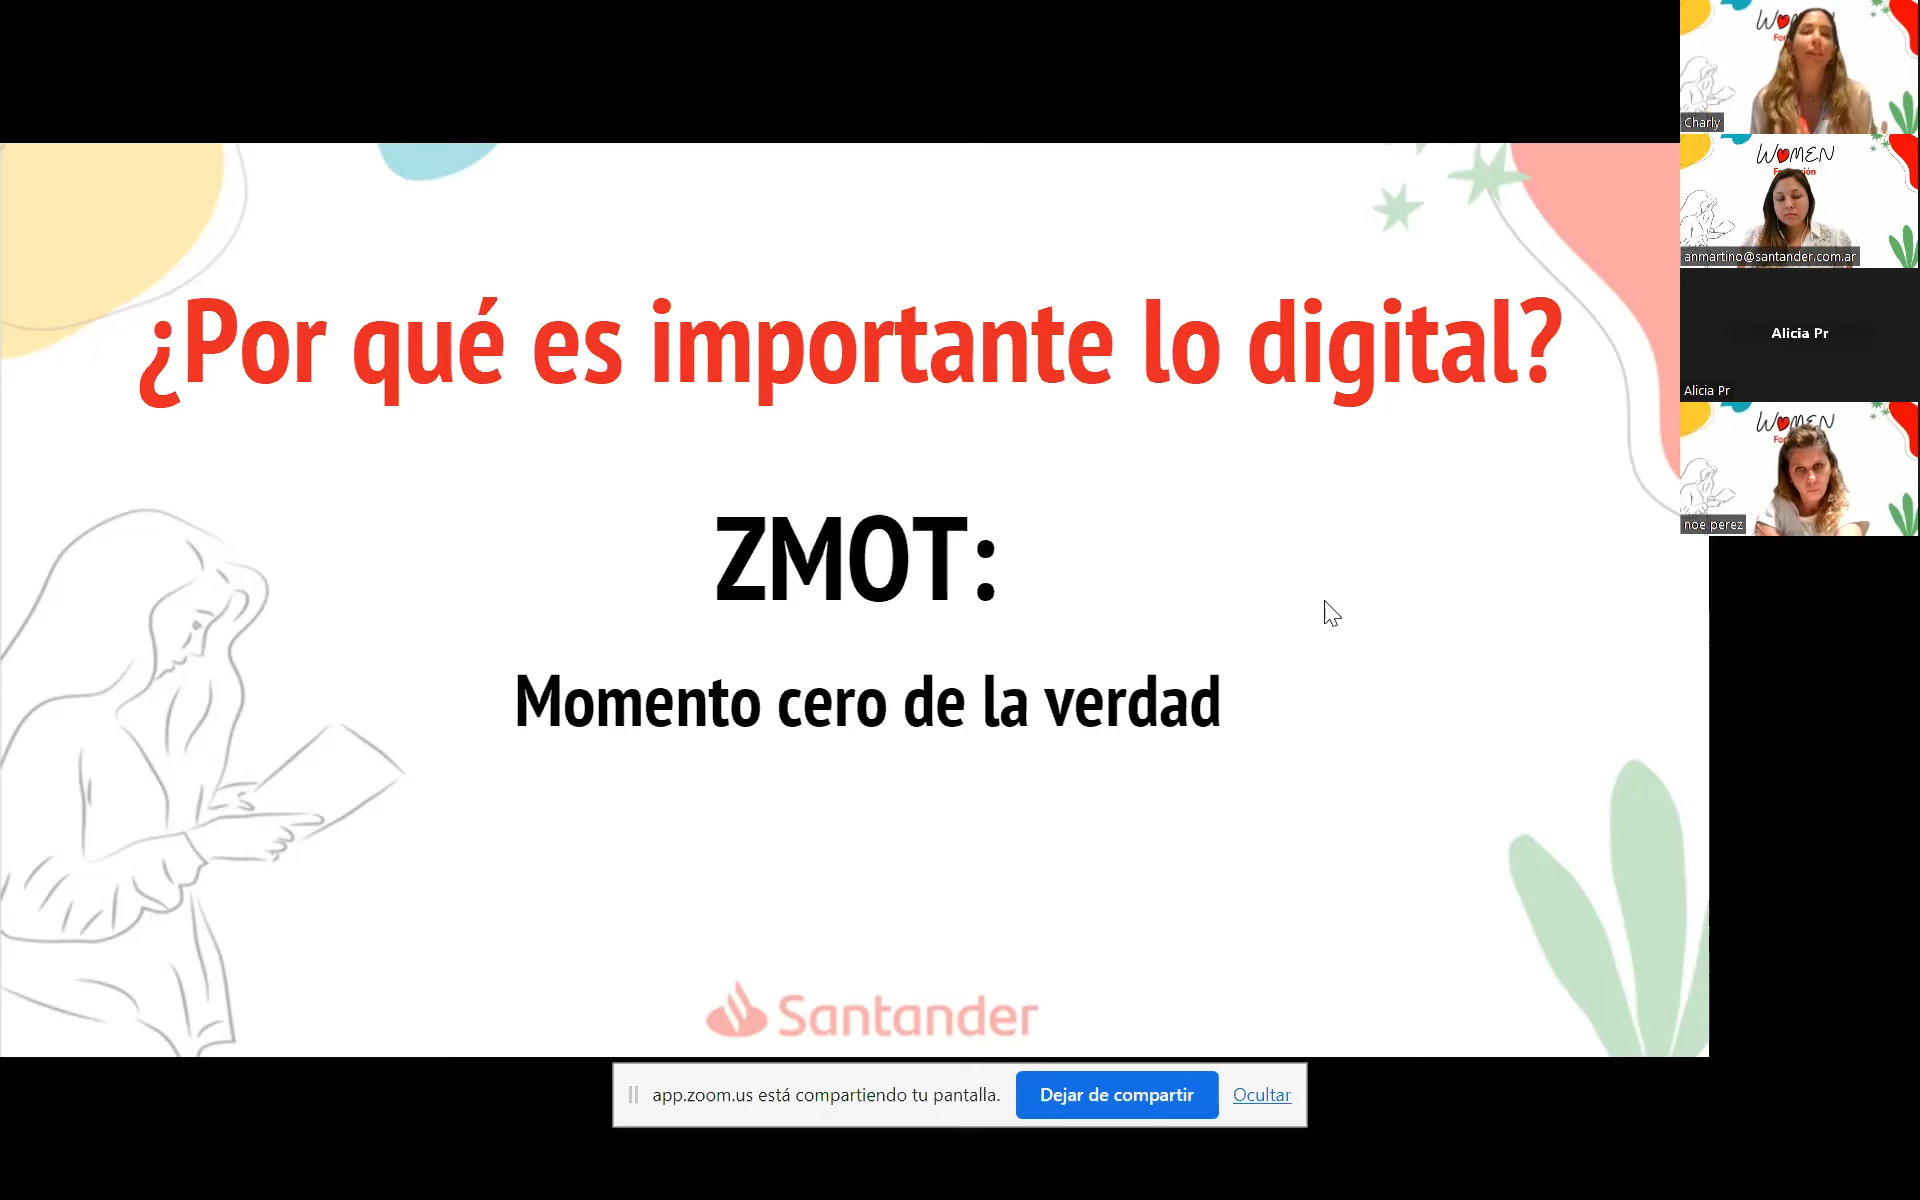 ¿Por qué es importante lo digital?
ZMOT:
Momento cero de la verdad
Santander
app.zoom.us está compartiendo tu pantalla.
Dejar de compartir
Ocultar
Charly
WOMEN
anmartino@santander.com.ar
Alicia Pr
Alicia Pr
WOMEN
noe perez